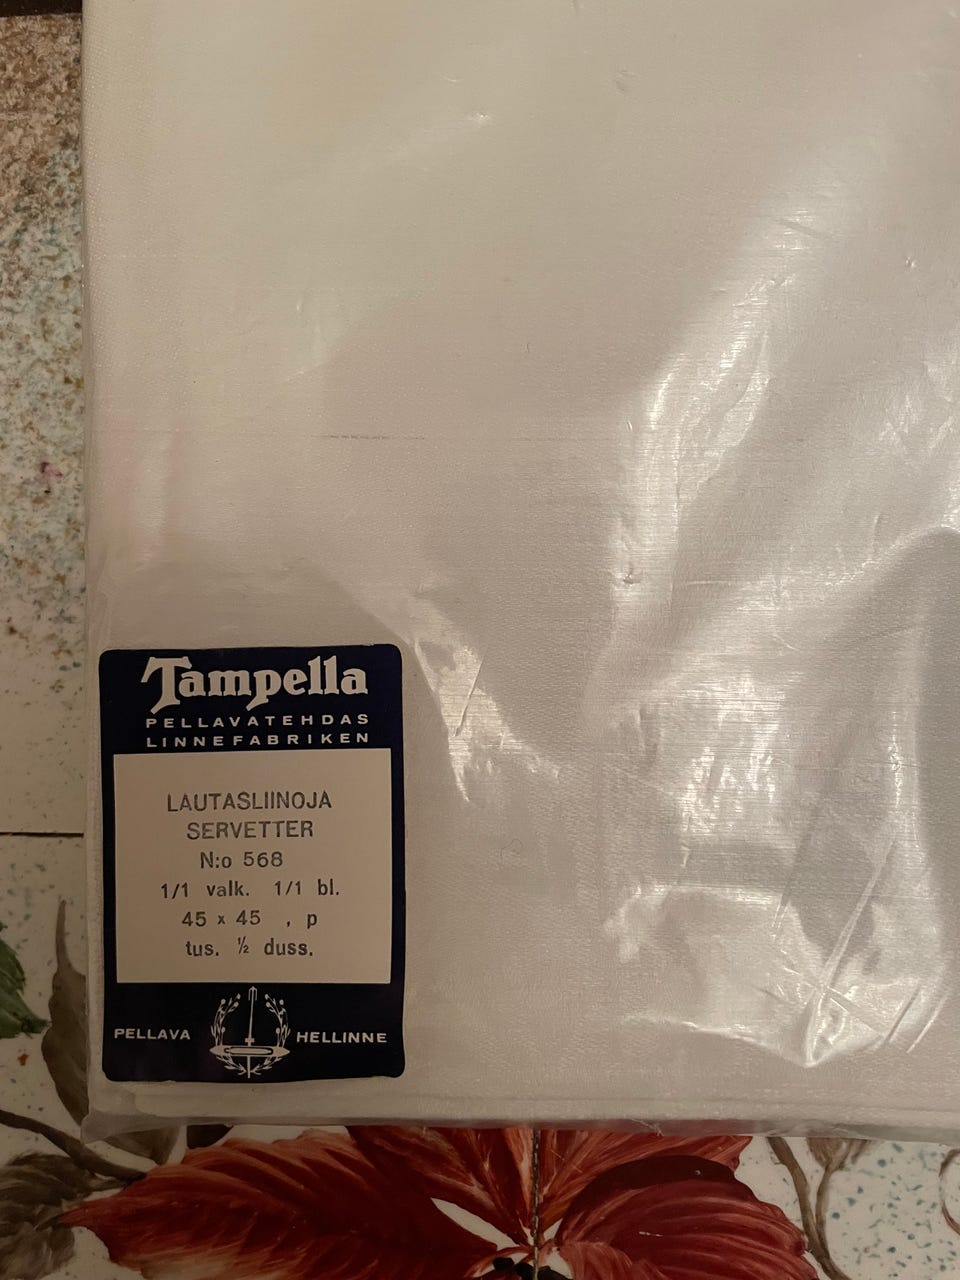 Tampella
PELLAVATEHDAS
LINNEFABRIKEN
LAUTASLIINOJA
SERVETTER
N:o 568
1/1 valk. 1/1 bl.
45 x 45 , p
tus. ½ duss.
PELLAVA HELLINNE